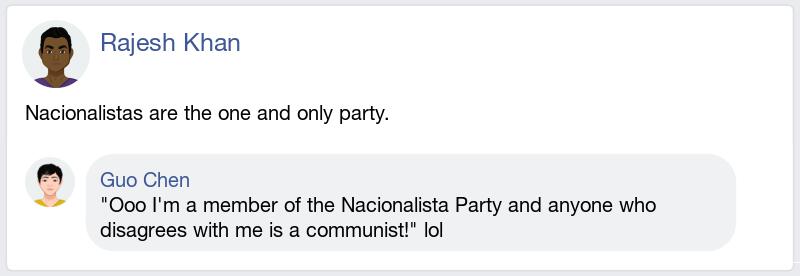 Rajesh Khan
Nacionalistas are the one and only party.
Guo Chen
"Ooo I'm a member of the Nacionalista Party and anyone who
disagrees with me is a communist!" lol